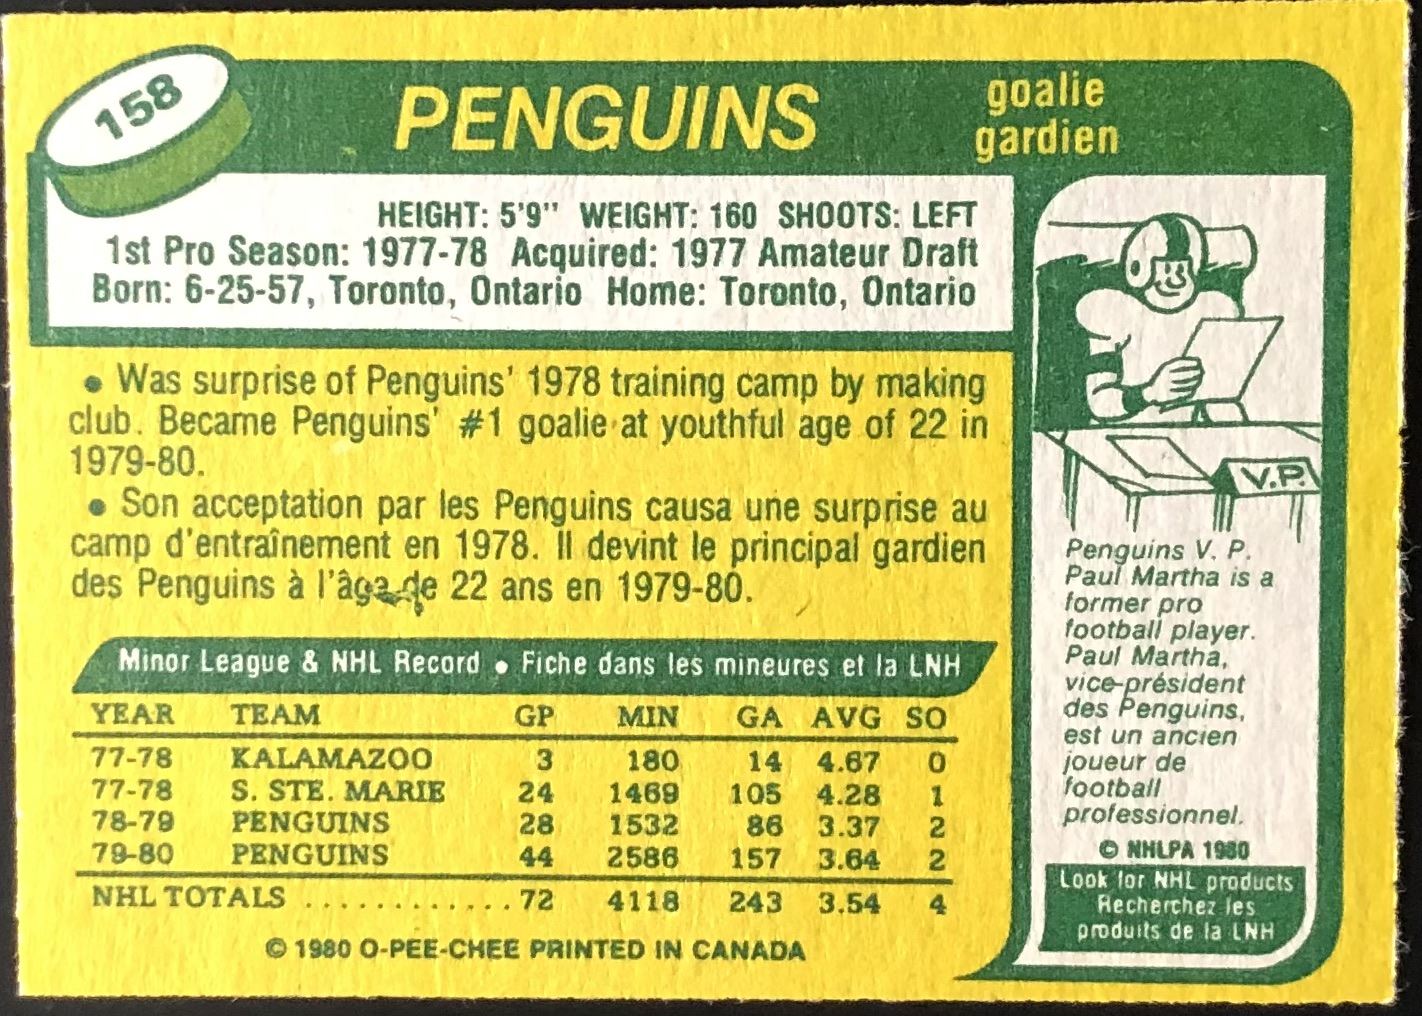 158
PENGUINS
goalie
gardien
HEIGHT: 5'9" WEIGHT: 160 SHOOTS: LEFT
1st Pro Season: 1977-78 Acquired: 1977 Amateur Draft
Born: 6-25-57, Toronto, Ontario Home: Toronto, Ontario
• Was surprise of Penguins' 1978 training camp by making
club. Became Penguins' #1 goalie at youthful age of 22 in
1979-80.
• Son acceptation par les Penguins causa une surprise au
camp d'entraînement en 1978. Il devint le principal gardien
des Penguins à l'âge de 22 ans en 1979-80.
Minor League & NHL Record • Fiche dans les mineures et la LNH
YEAR TEAM GP MIN GA AVG SO
77-78 KALAMAZOO 3 180 14 4.67 0
77-78 S. STE. MARIE 24 1469 105 4.28 1
78-79 PENGUINS 28 1532 86 3.37 2
79-80 PENGUINS 44 2586 157 3.64 2
NHL TOTALS ............. 72 4118 243 3.54 4
© 1980 O-PEE-CHEE PRINTED IN CANADA
V.P.
Penguins V. P.
Paul Martha is a
former pro
football player.
Paul Martha,
vice-président
des Penguins,
est un ancien
joueur de
football
professionnel.
© NHLPA 1980
Look for NHL products
Recherchez les
produits de la LNH